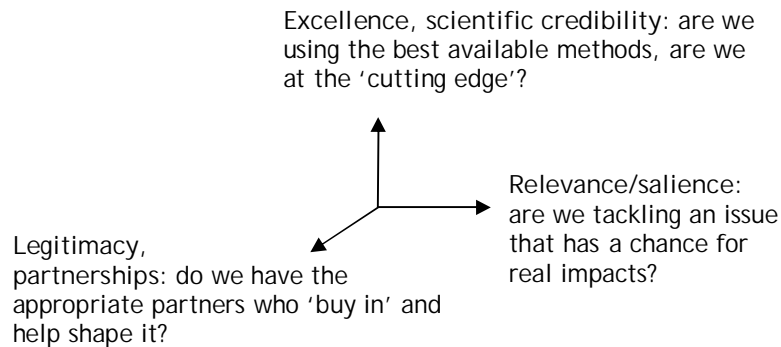 Excellence, scientific credibility: are we
using the best available methods, are we
at the ‘cutting edge’?
Relevance/salience:
are we tackling an issue
that has a chance for
real impacts?
Legitimacy,
partnerships: do we have the
appropriate partners who ‘buy in’ and
help shape it?